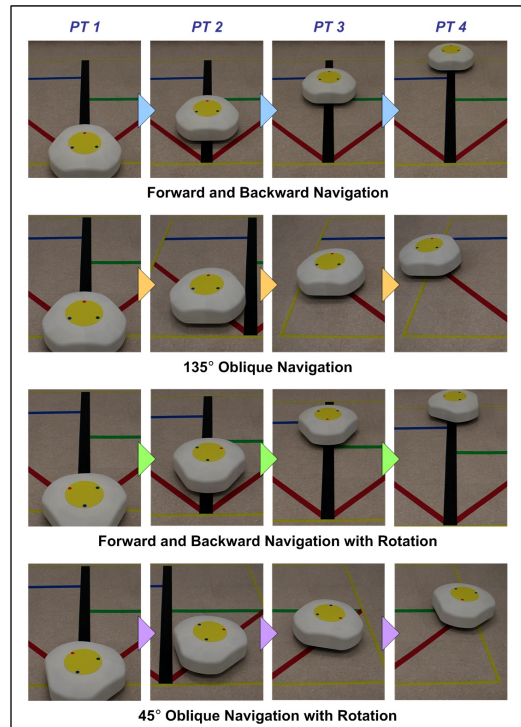 PT 1 PT 2 PT 3 PT 4
Forward and Backward Navigation
135° Oblique Navigation
Forward and Backward Navigation with Rotation
45° Oblique Navigation with Rotation